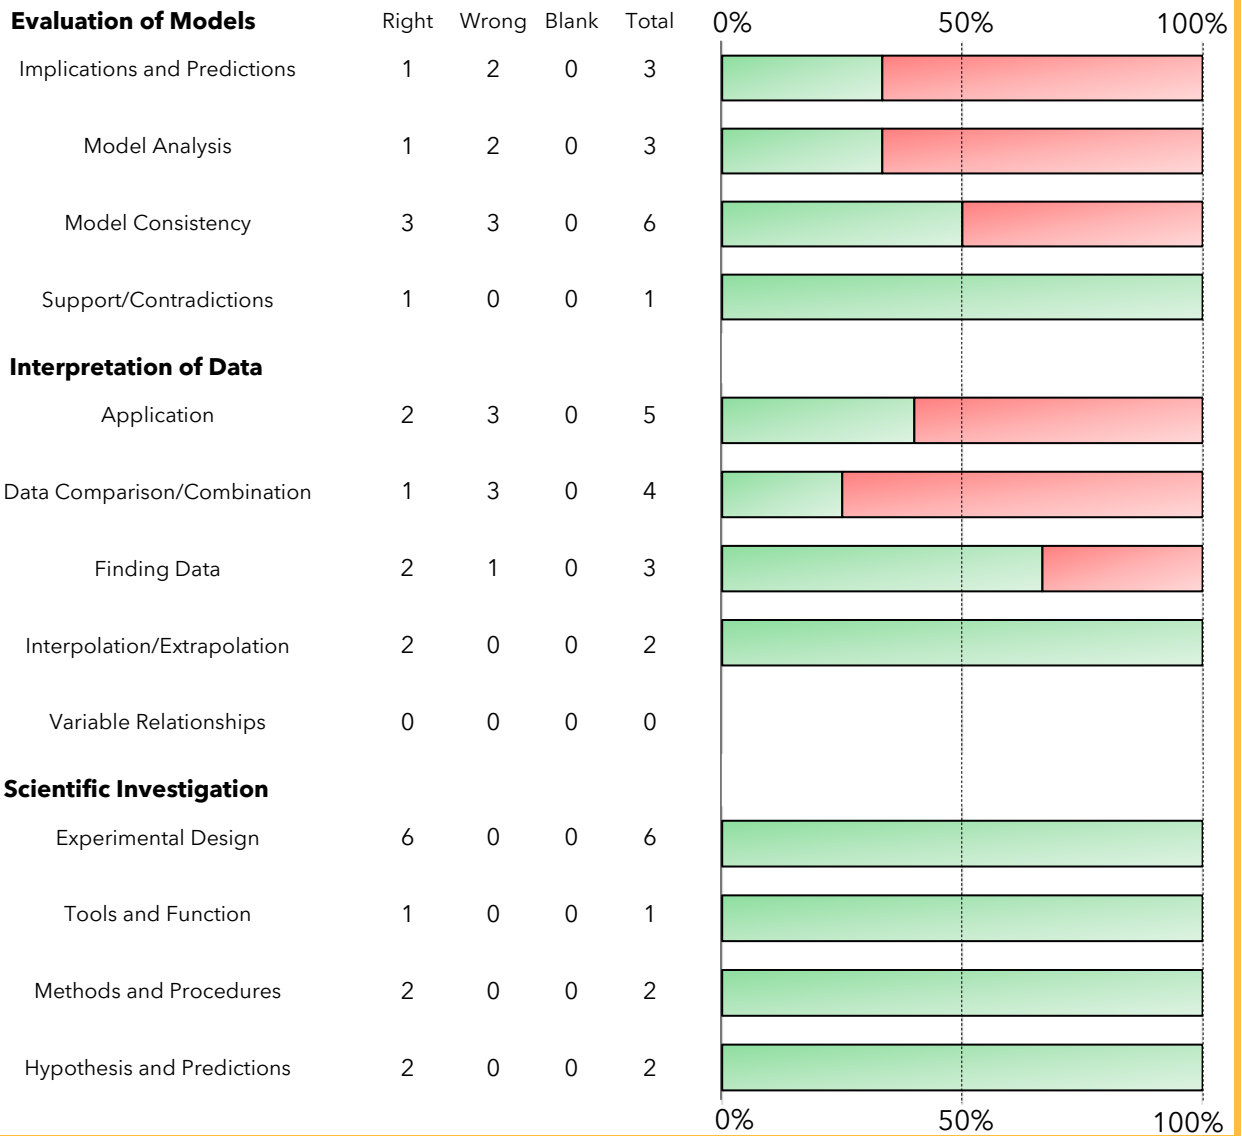 Evaluation of Models Right Wrong Blank Total 0% 50% 100%
Implications and Predictions 1 2 0 3
Model Analysis 1 2 0 3
Model Consistency 3 3 0 6
Support/Contradictions 1 0 0 1
Interpretation of Data
Application 2 3 0 5
Data Comparison/Combination 1 3 0 4
Finding Data 2 1 0 3
Interpolation/Extrapolation 2 0 0 2
Variable Relationships 0 0 0 0
Scientific Investigation
Experimental Design 6 0 0 6
Tools and Function 1 0 0 1
Methods and Procedures 2 0 0 2
Hypothesis and Predictions 2 0 0 2
0% 50% 100%